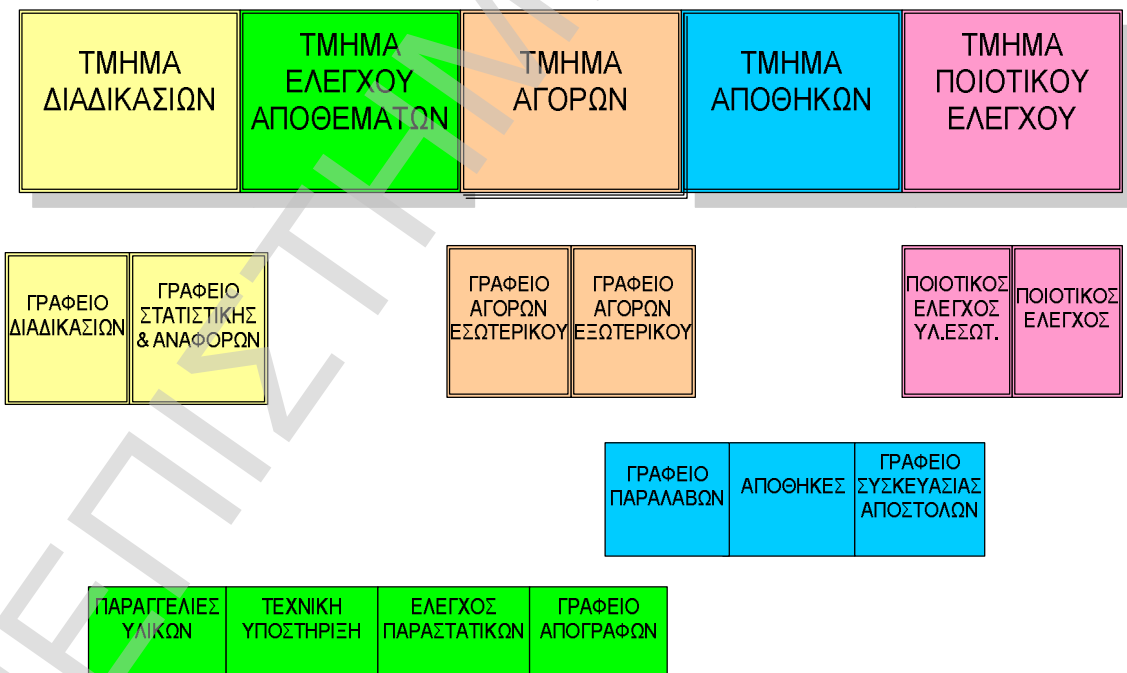 ΤΜΗΜΑ
ΔΙΑΔΙΚΑΣΙΩΝ
ΤΜΗΜΑ
ΕΛΕΓΧΟΥ
ΑΠΟΘΕΜΑΤΩΝ
ΤΜΗΜΑ
ΑΓΟΡΩΝ
ΤΜΗΜΑ
ΑΠΟΘΗΚΩΝ
ΤΜΗΜΑ
ΠΟΙΟΤΙΚΟΥ
ΕΛΕΓΧΟΥ
ΓΡΑΦΕΙΟ
ΔΙΑΔΙΚΑΣΙΩΝ
ΓΡΑΦΕΙΟ
ΣΤΑΤΙΣΤΙΚΗΣ
& ΑΝΑΦΟΡΩΝ
ΓΡΑΦΕΙΟ
ΑΓΟΡΩΝ
ΕΣΩΤΕΡΙΚΟΥ
ΓΡΑΦΕΙΟ
ΑΓΟΡΩΝ
ΕΞΩΤΕΡΙΚΟΥ
ΠΟΙΟΤΙΚΟΣ
ΕΛΕΓΧΟΣ
ΥΛ.ΕΣΩΤ.
ΠΟΙΟΤΙΚΟΣ
ΕΛΕΓΧΟΣ
ΓΡΑΦΕΙΟ
ΠΑΡΑΛΑΒΩΝ
ΑΠΟΘΗΚΕΣ
ΓΡΑΦΕΙΟ
ΣΥΣΚΕΥΑΣΙΑΣ
ΑΠΟΣΤΟΛΩΝ
ΠΑΡΑΓΓΕΛΙΕΣ
ΥΛΙΚΩΝ
ΤΕΧΝΙΚΗ
ΥΠΟΣΤΗΡΙΞΗ
ΕΛΕΓΧΟΣ
ΠΑΡΑΣΤΑΤΙΚΩΝ
ΓΡΑΦΕΙΟ
ΑΠΟΓΡΑΦΩΝ